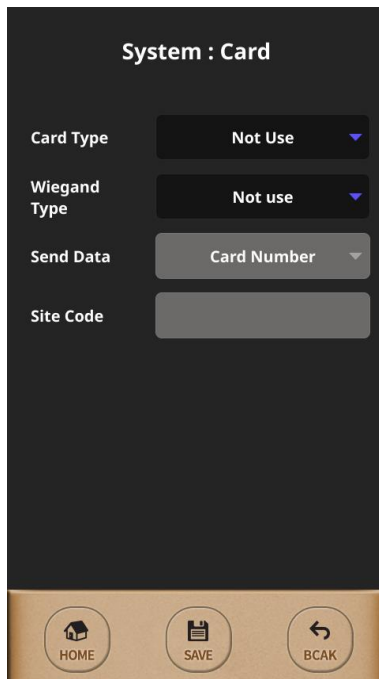 System : Card
Card Type
Not Use
Wiegand
Type
Not use
Send Data
Card Number
Site Code
HOME
SAVE
BCAK